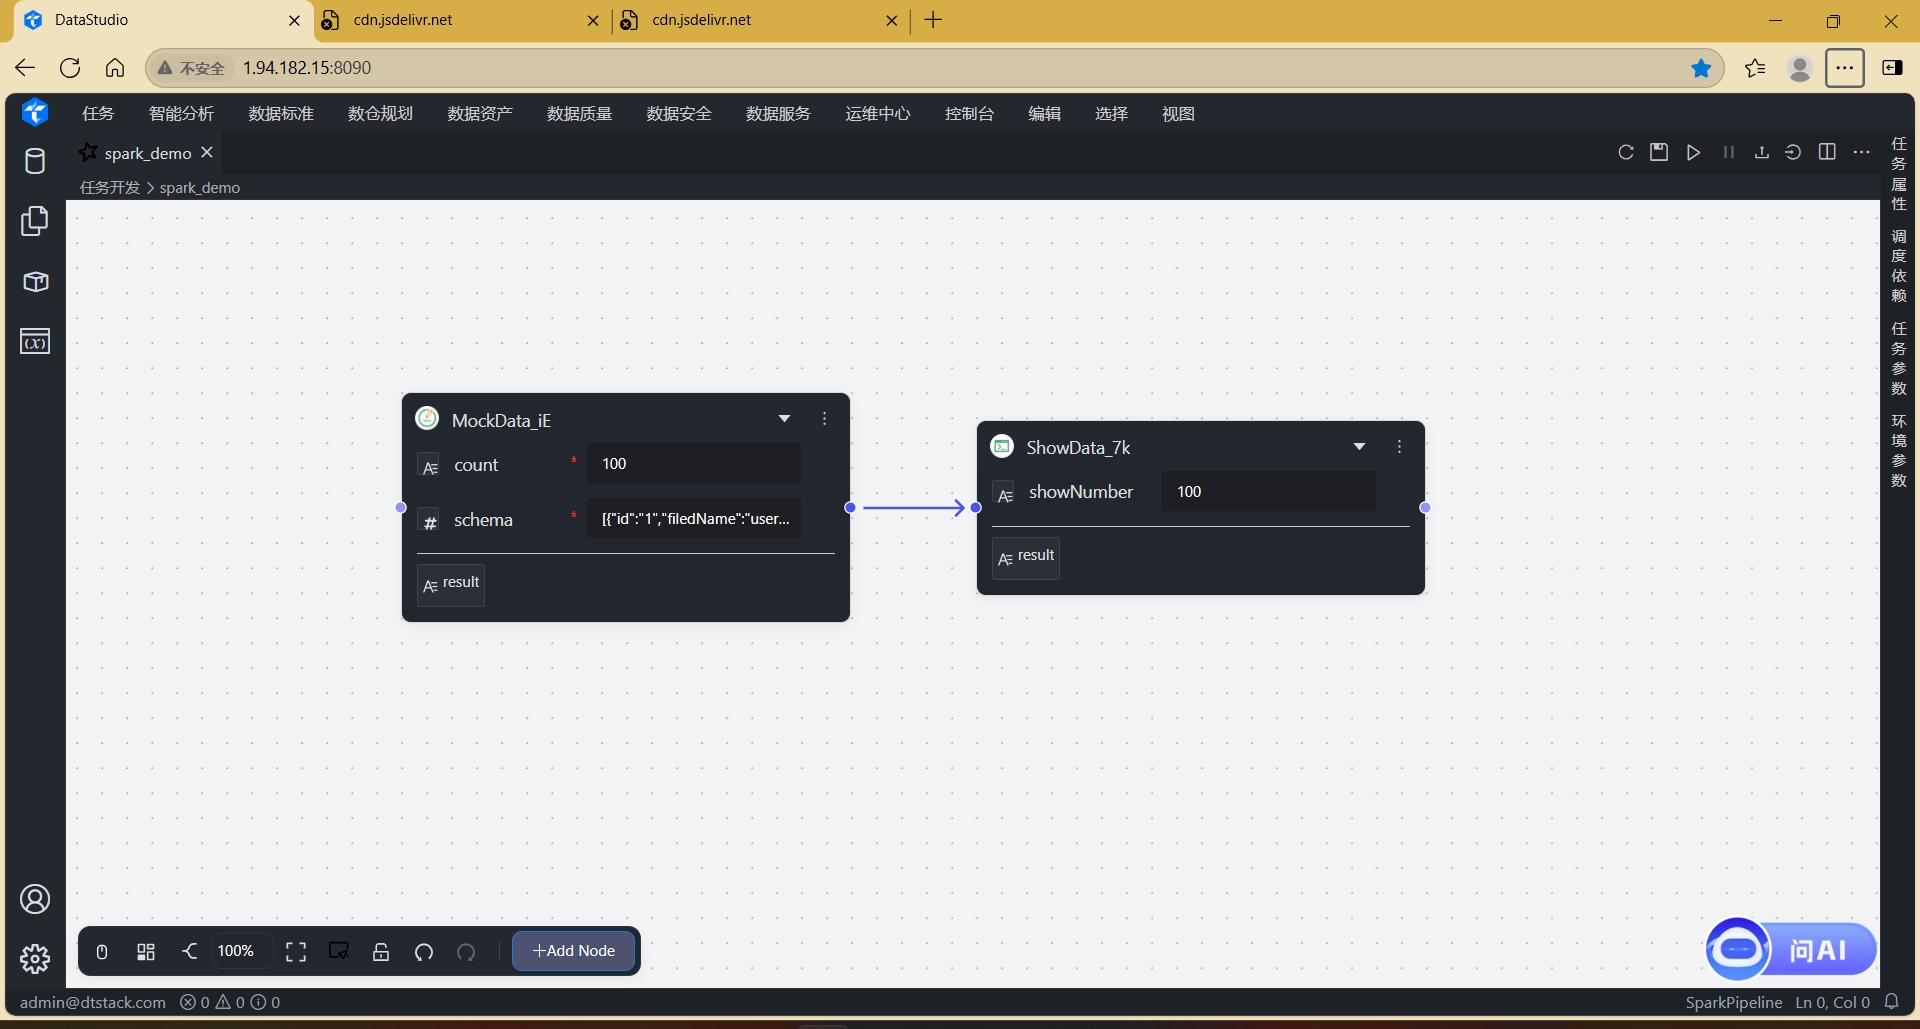 DataStudio
cdn.jsdelivr.net
cdn.jsdelivr.net
不安全 1.94.182.15:8090
任务 智能分析 数据标准 数仓规划 数据资产 数据质量 数据安全 数据服务 运维中心 控制台 编辑 选择 视图
spark_demo
任务开发 > spark_demo
任务属性
调度依赖
任务参数
环境参数
MockData_iE
count * 100
schema * [{"id":"1","filedName":"user...
result
ShowData_7k
showNumber 100
result
100%
+Add Node
问AI
admin@dtstack.com 0 0 0
SparkPipeline Ln 0, Col 0